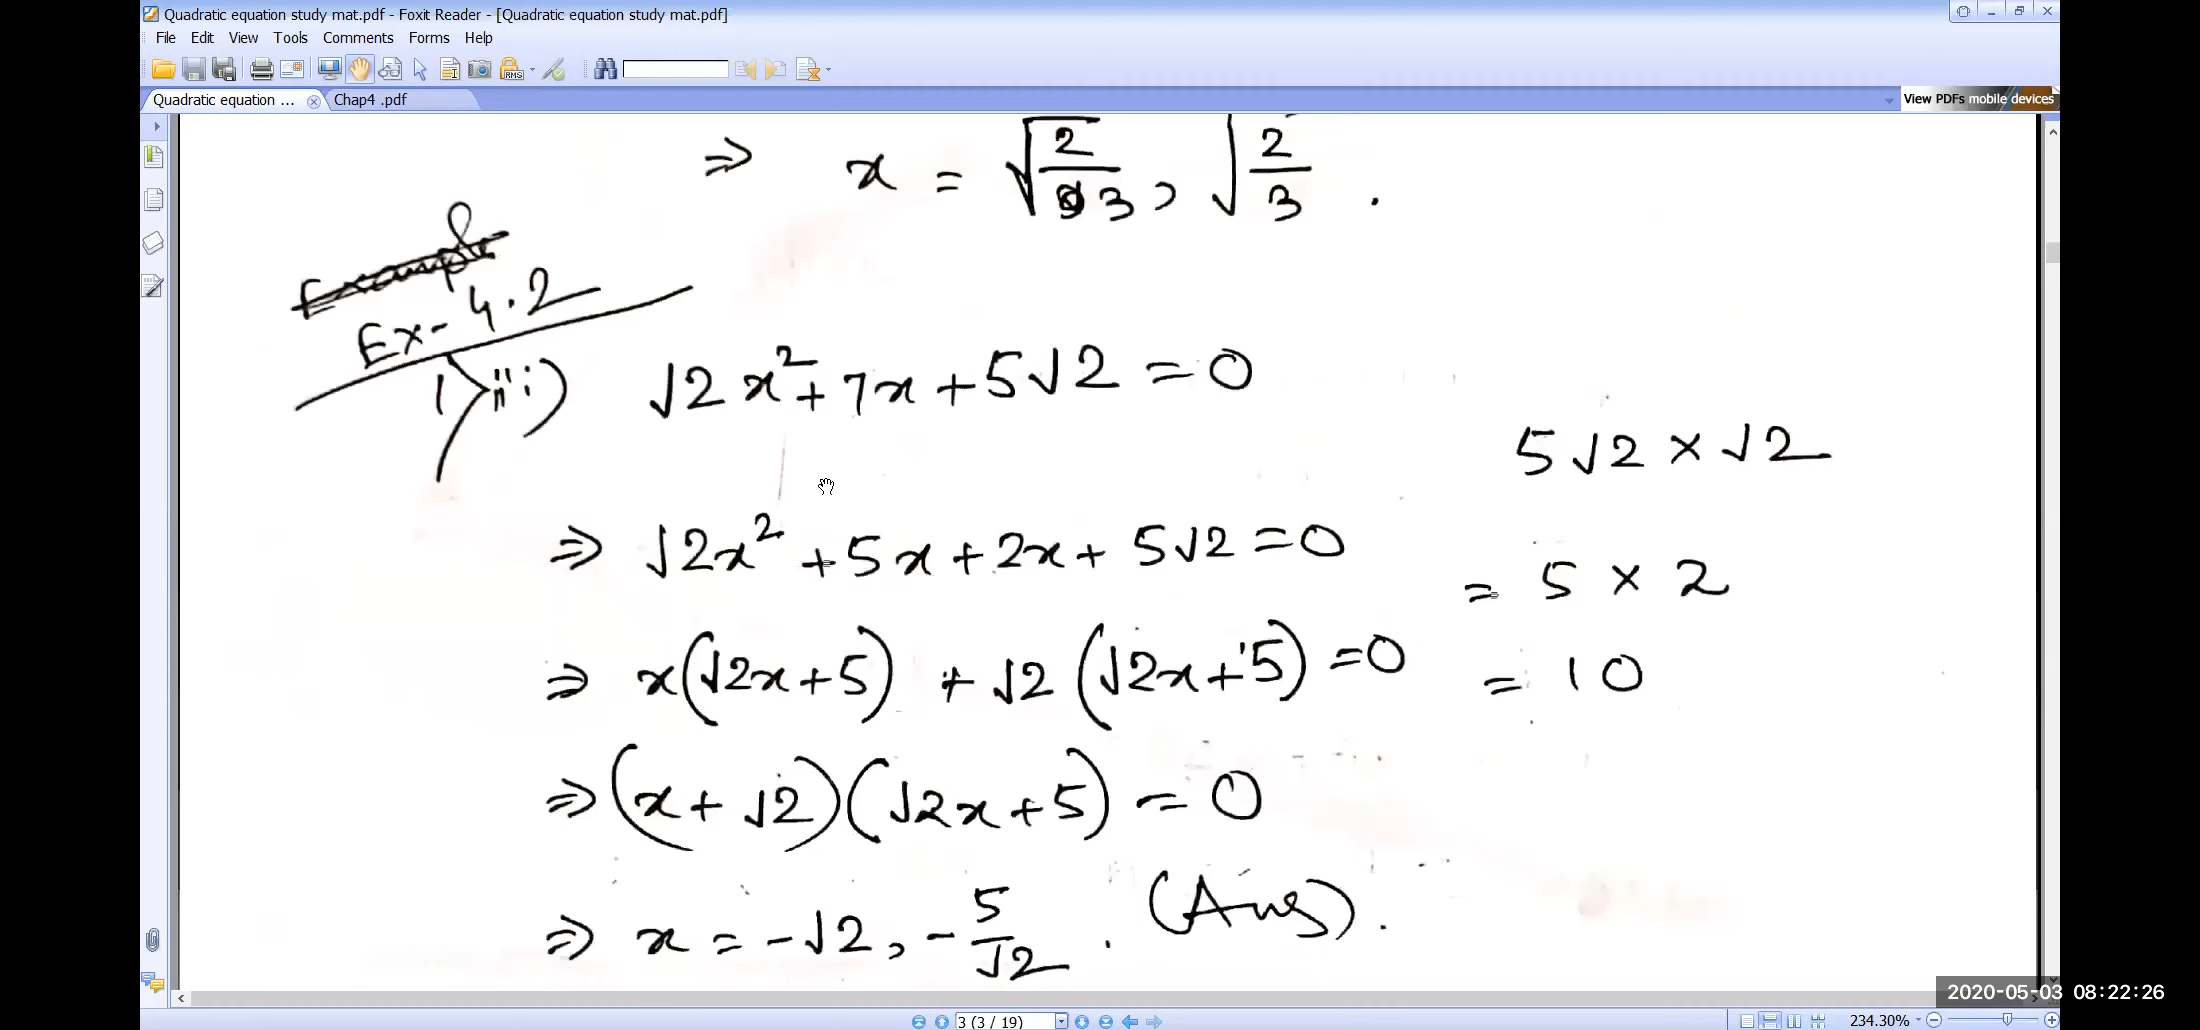 Quadratic equation study mat.pdf - Foxit Reader - [Quadratic equation study mat.pdf]
File Edit View Tools Comments Forms Help
RMS
Quadratic equation ... Chap4 .pdf
View PDFs mobile devices
⇒ x = √2/3, √2/3 .
Example
Ex- 4.2
1) iii) √2 x² + 7x + 5√2 = 0
5√2 × √2
⇒ √2x² + 5x + 2x + 5√2 = 0
= 5 × 2
⇒ x(√2x+5) + √2(√2x+5) = 0
= 10
⇒ (x+√2)(√2x+5) = 0
⇒ x = -√2, - 5/√2 . (Ans).
2020-05-03 08:22:26
3 (3 / 19)
234.30%